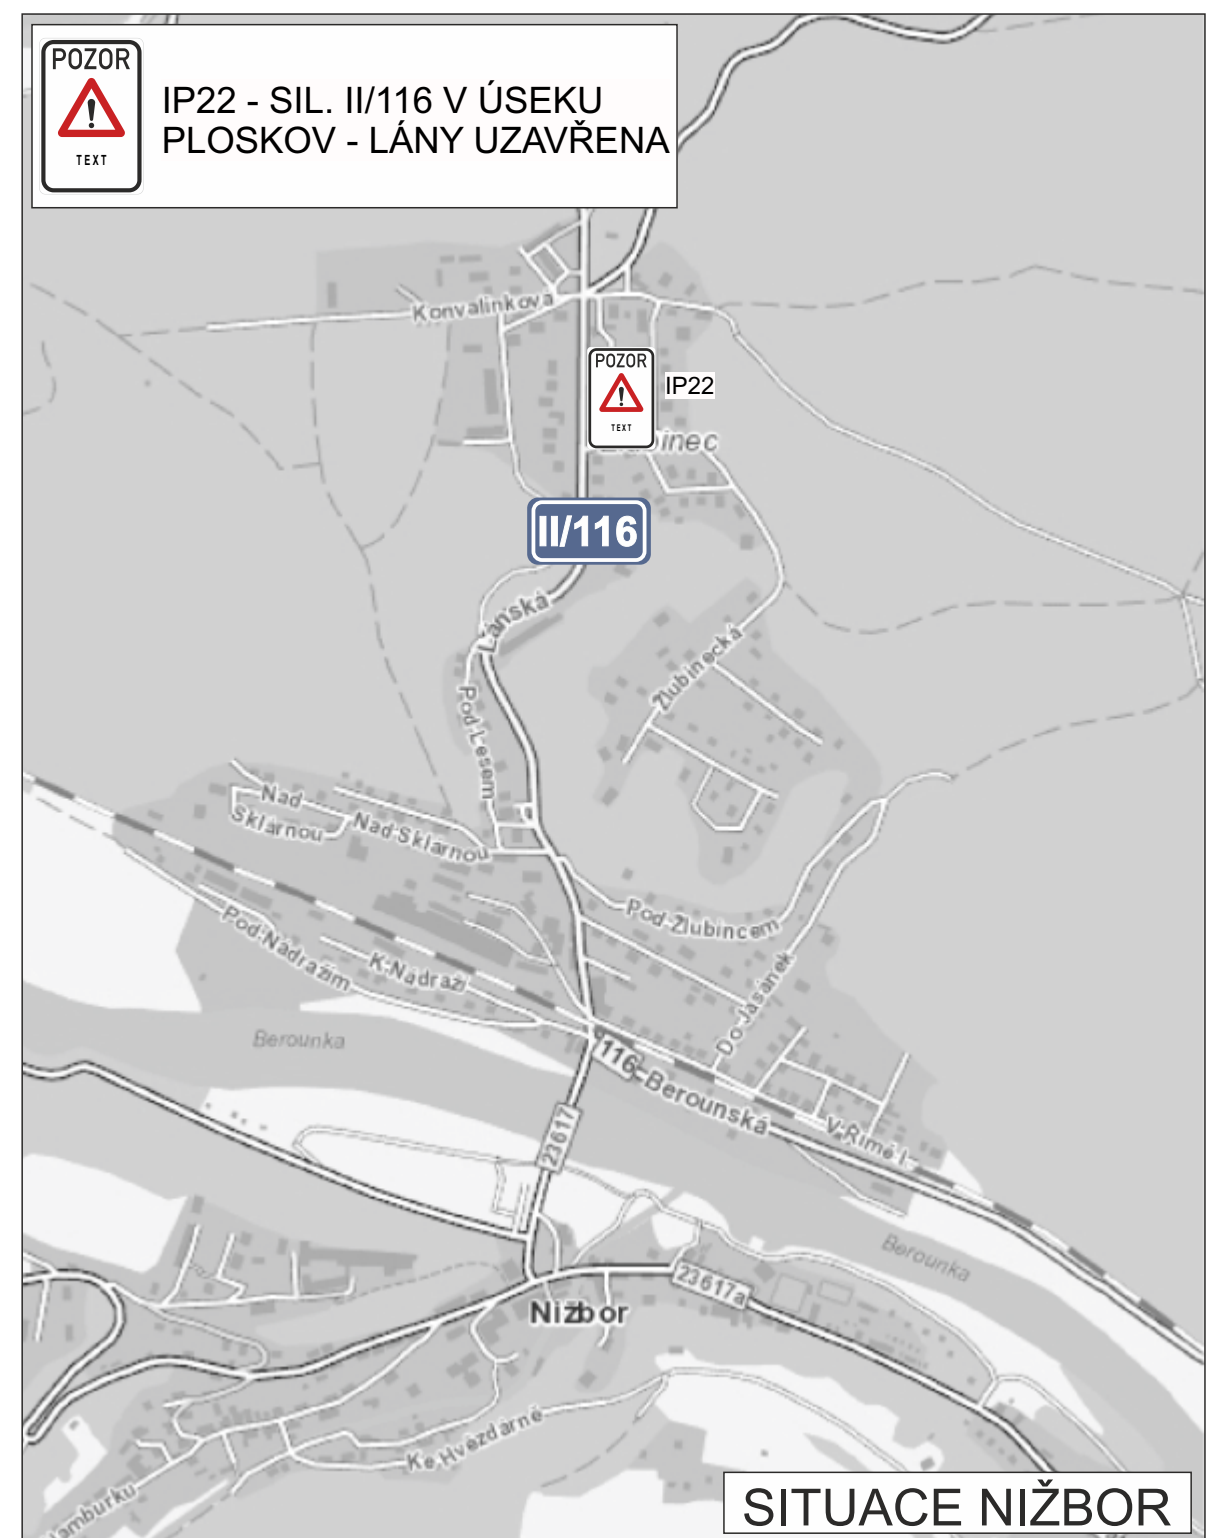 POZOR
TEXT
IP22 - SIL. II/116 V ÚSEKU
PLOSKOV - LÁNY UZAVŘENA
Konvalinkova
POZOR
TEXT
IP22
II/116
Lánská
Žlubinecká
Pod Lesem
Nad
Sklárnou
Nad Sklárnou
Pod Žlubincem
Pod Nádražím
K Nádraží
Do Jasánek
Berounka
116
Berounská
V Římě I.
23617
Berounka
23617a
Nižbor
Ke Hvězdárně
SITUACE NIŽBOR